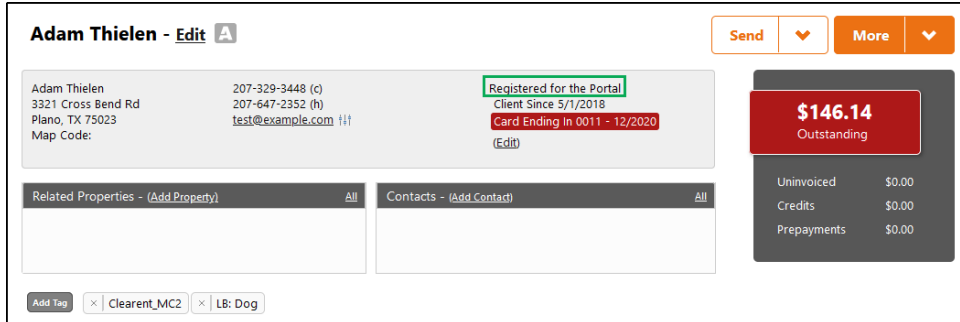 Adam Thielen - Edit A
Send
More
Adam Thielen
3321 Cross Bend Rd
Plano, TX 75023
Map Code:
207-329-3448 (c)
207-647-2352 (h)
test@example.com
Registered for the Portal
Client Since 5/1/2018
Card Ending In 0011 - 12/2020
(Edit)
$146.14
Outstanding
Uninvoiced $0.00
Credits $0.00
Prepayments $0.00
Related Properties - (Add Property) All
Contacts - (Add Contact) All
Add Tag × Clearent_MC2 × LB: Dog